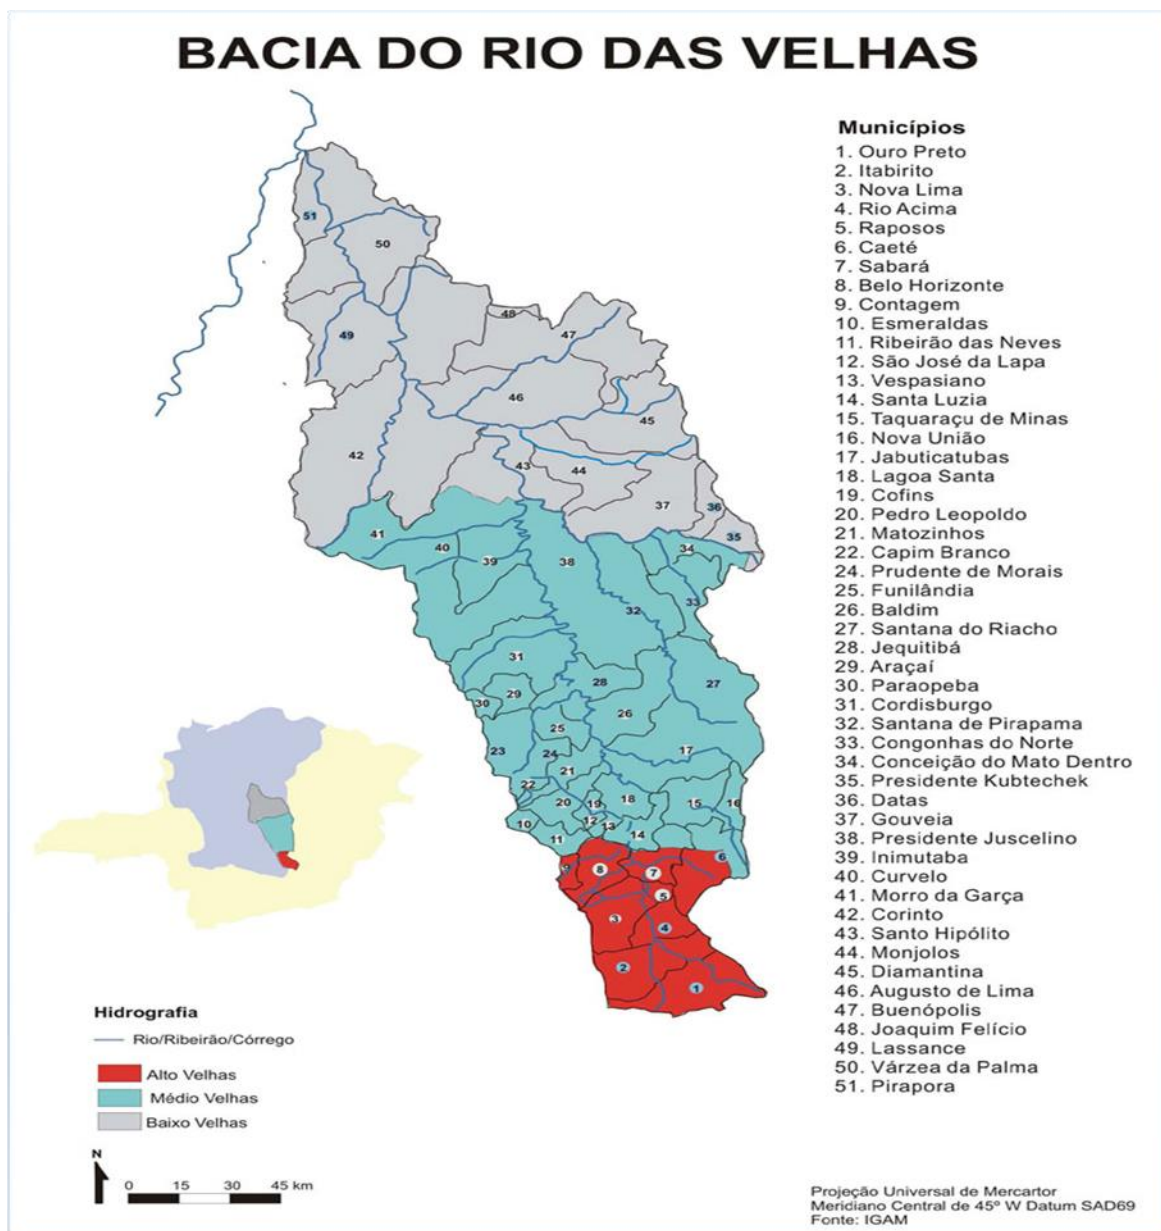 BACIA DO RIO DAS VELHAS
Municípios
1. Ouro Preto
2. Itabirito
3. Nova Lima
4. Rio Acima
5. Raposos
6. Caeté
7. Sabará
8. Belo Horizonte
9. Contagem
10. Esmeraldas
11. Ribeirão das Neves
12. São José da Lapa
13. Vespasiano
14. Santa Luzia
15. Taquaraçu de Minas
16. Nova União
17. Jabuticatubas
18. Lagoa Santa
19. Cofins
20. Pedro Leopoldo
21. Matozinhos
22. Capim Branco
24. Prudente de Morais
25. Funilândia
26. Baldim
27. Santana do Riacho
28. Jequitibá
29. Araçaí
30. Paraopeba
31. Cordisburgo
32. Santana de Pirapama
33. Congonhas do Norte
34. Conceição do Mato Dentro
35. Presidente Kubtechek
36. Datas
37. Gouveia
38. Presidente Juscelino
39. Inimutaba
40. Curvelo
41. Morro da Garça
42. Corinto
43. Santo Hipólito
44. Monjolos
45. Diamantina
46. Augusto de Lima
47. Buenópolis
48. Joaquim Felício
49. Lassance
50. Várzea da Palma
51. Pirapora
51
50
48
47
49
46
45
42
43
44
37
36
35
41
40
39
38
34
33
32
31
28
27
29
30
26
25
23
24
17
21
22
20
19
18
15
16
10
12
13
11
14
6
9
8
7
5
3
4
2
1
Hidrografia
Rio/Ribeirão/Córrego
Alto Velhas
Médio Velhas
Baixo Velhas
N
0 15 30 45 km
Projeção Universal de Mercartor
Meridiano Central de 45º W Datum SAD69
Fonte: IGAM